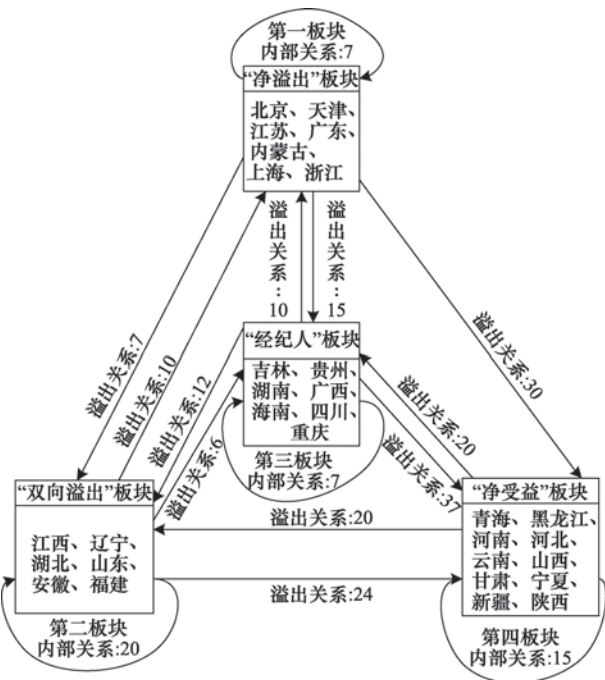 第一板块
内部关系:7
“净溢出”板块
北京、天津、
江苏、广东、
内蒙古、
上海、浙江
溢出关系:7
溢出关系:10
溢出关系:10
溢出关系:15
溢出关系:30
“经纪人”板块
吉林、贵州、
湖南、广西、
海南、四川、
重庆
第三板块
内部关系:7
溢出关系:12
溢出关系:6
溢出关系:20
溢出关系:37
“双向溢出”板块
江西、辽宁、
湖北、山东、
安徽、福建
第二板块
内部关系:20
溢出关系:20
溢出关系:24
“净受益”板块
青海、黑龙江、
河南、河北、
云南、山西、
甘肃、宁夏、
新疆、陕西
第四板块
内部关系:15